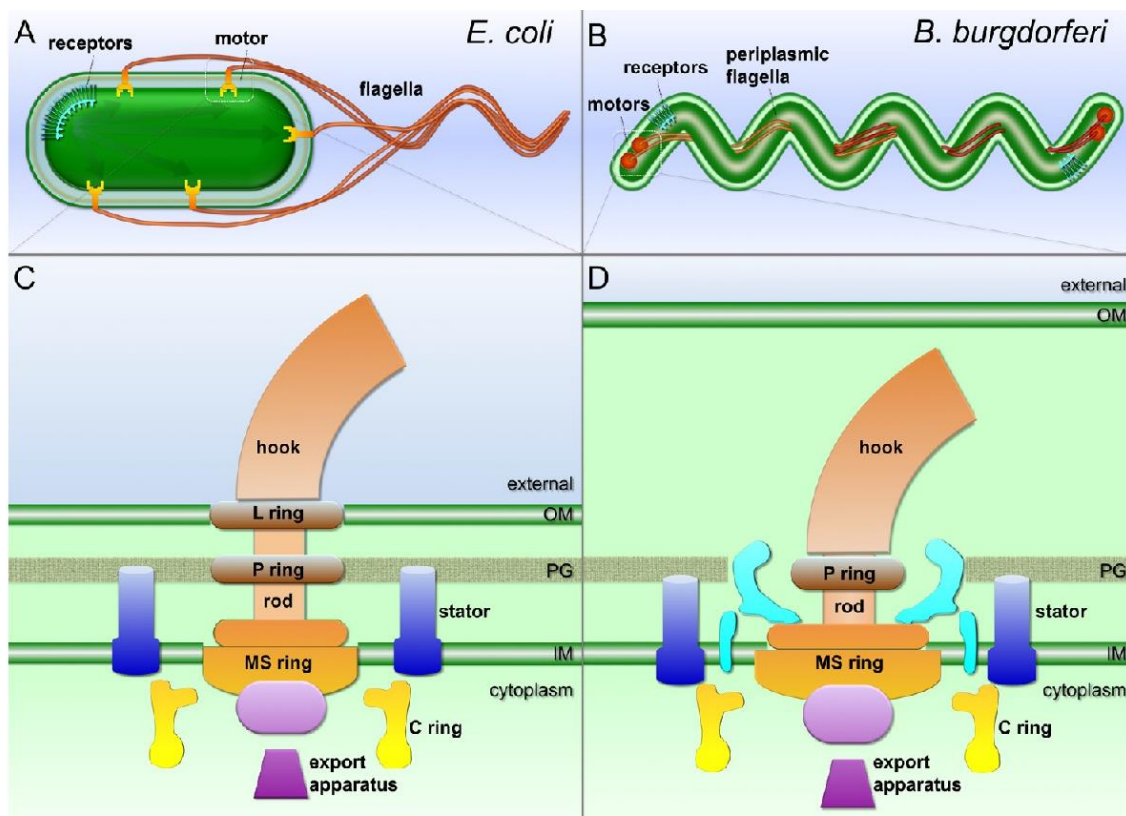 A
E. coli
receptors
motor
flagella
B
B. burgdorferi
receptors
periplasmic
flagella
motors
C
hook
external
L ring
OM
P ring
PG
rod
stator
MS ring
IM
cytoplasm
C ring
export
apparatus
D
external
OM
hook
P ring
PG
rod
stator
MS ring
IM
cytoplasm
C ring
export
apparatus